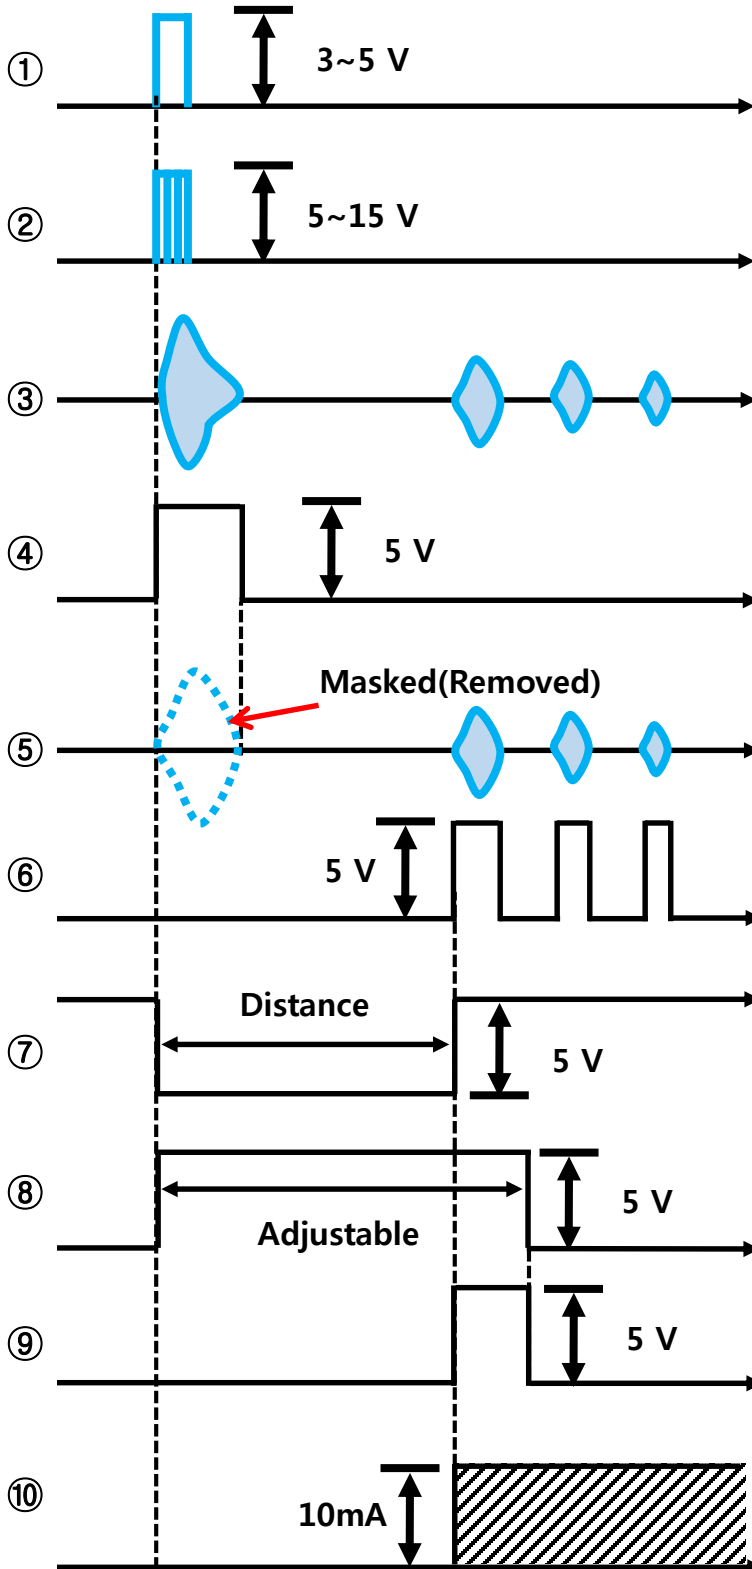 ① 3~5 V
② 5~15 V
③
④ 5 V
Masked(Removed)
⑤
⑥ 5 V
Distance
⑦ 5 V
⑧ 5 V
Adjustable
⑨ 5 V
⑩ 10mA